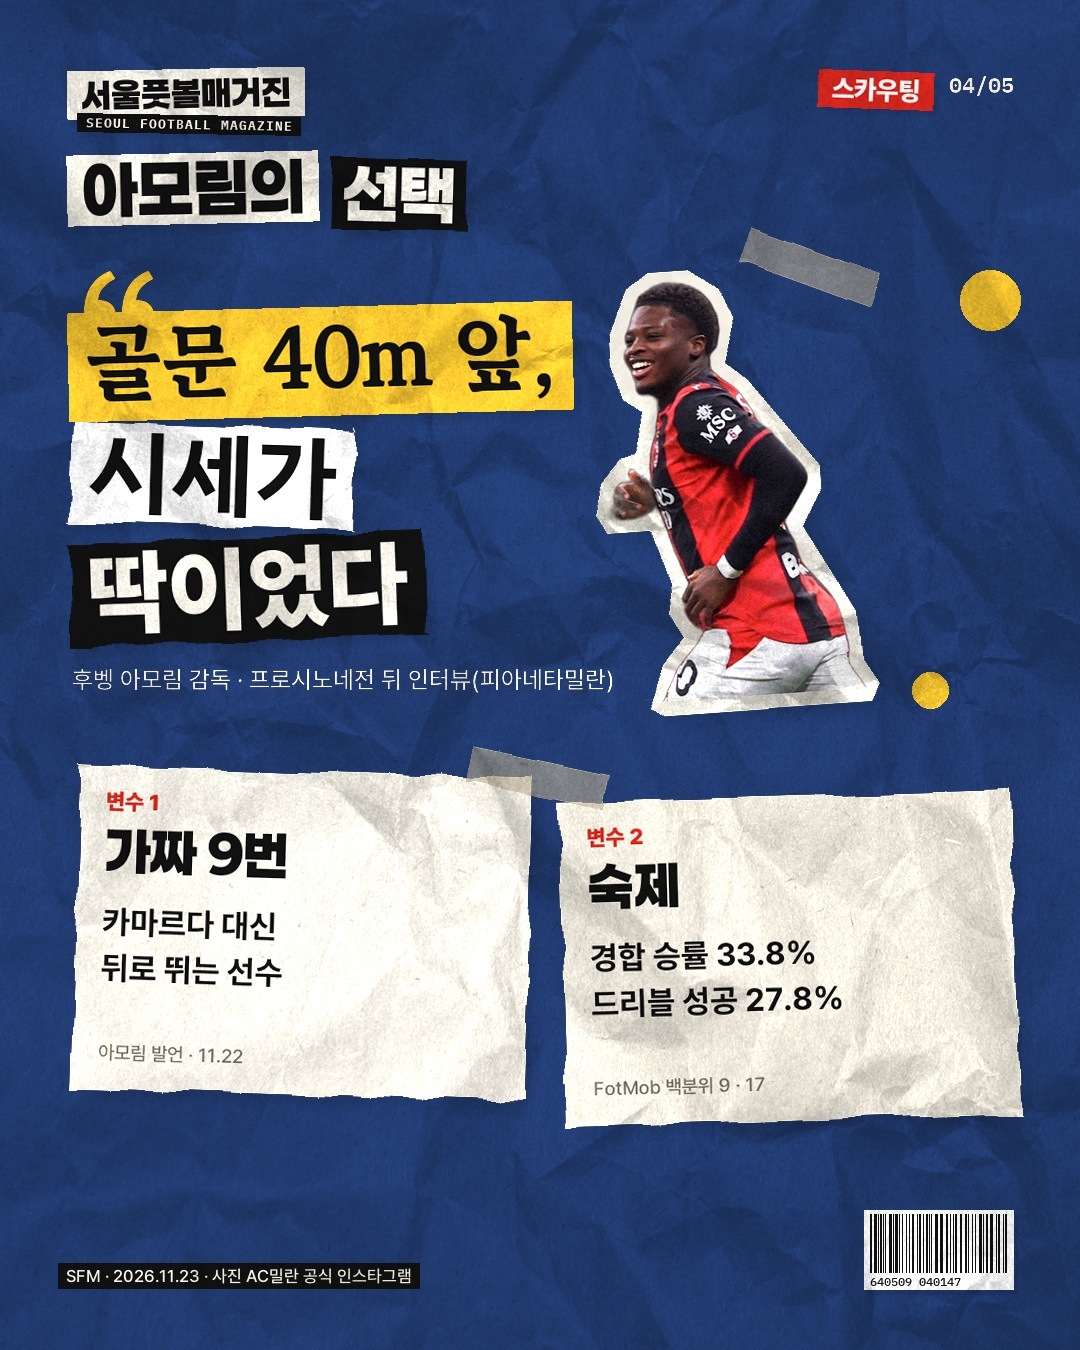 서울풋볼매거진
SEOUL FOOTBALL MAGAZINE
스카우팅 04/05
아모림의 선택
“
골문 40m 앞,
시세가
딱이었다
후벵 아모림 감독 · 프로시노네전 뒤 인터뷰(피아네타밀란)
MSC
변수 1
가짜 9번
카마르다 대신
뒤로 뛰는 선수
아모림 발언 · 11.22
변수 2
숙제
경합 승률 33.8%
드리블 성공 27.8%
FotMob 백분위 9 · 17
SFM · 2026.11.23 · 사진 AC밀란 공식 인스타그램
640509 040147